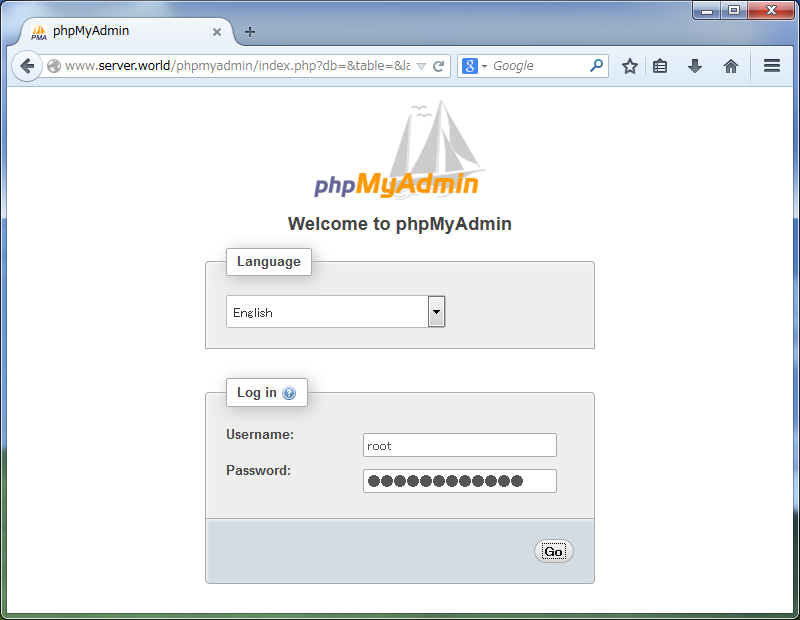 phpMyAdmin
www.server.world/phpmyadmin/index.php?db=&table=&la
Google
phpMyAdmin
Welcome to phpMyAdmin
Language
English
Log in
Username:
root
Password:
Go